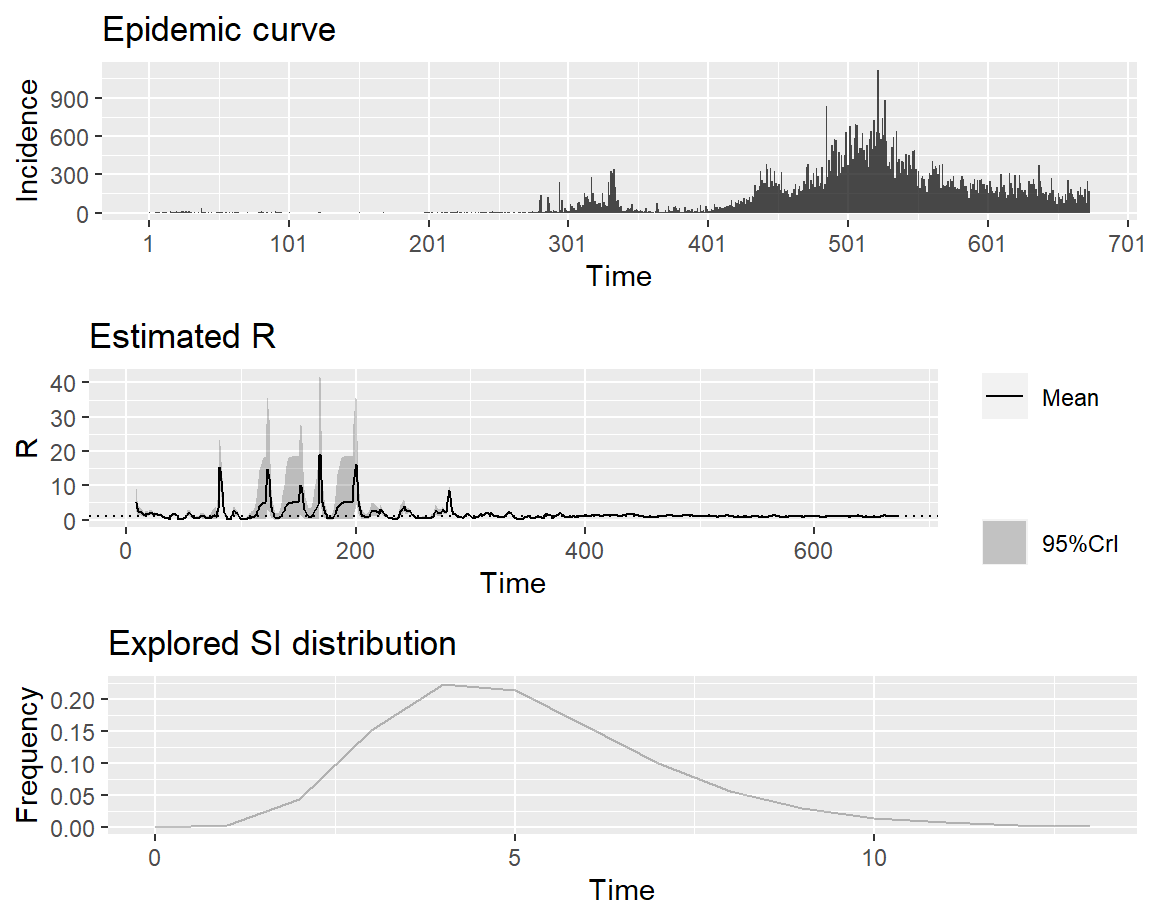 Epidemic curve
Incidence
900
600
300
0
1 101 201 301 401 501 601 701
Time
Estimated R
R
40
30
20
10
0
0 200 400 600
Time
Mean
95%CrI
Explored SI distribution
Frequency
0.20
0.15
0.10
0.05
0.00
0 5 10
Time